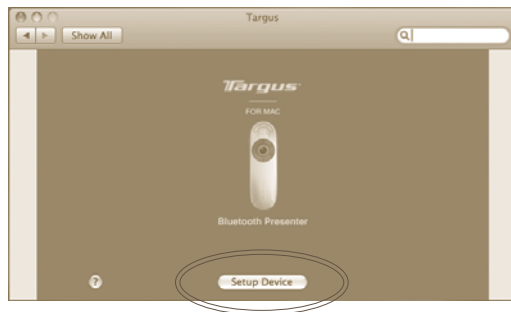 Targus
Show All
Targus
FOR MAC
Bluetooth Presenter
?
Setup Device